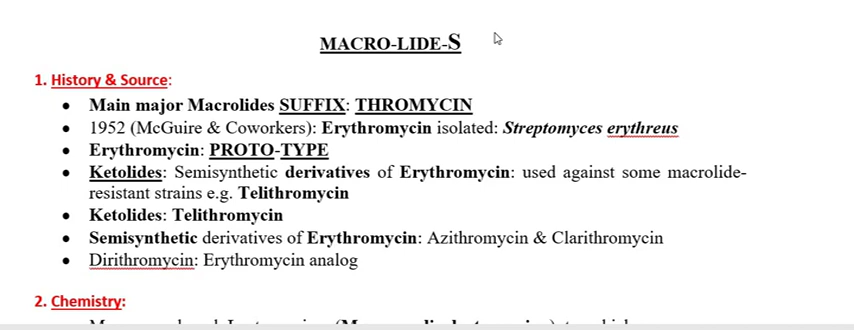 MACRO-LIDE-S
1. History & Source:
• Main major Macrolides SUFFIX: THROMYCIN
• 1952 (McGuire & Coworkers): Erythromycin isolated: Streptomyces erythreus
• Erythromycin: PROTO-TYPE
• Ketolides: Semisynthetic derivatives of Erythromycin: used against some macrolide-
resistant strains e.g. Telithromycin
• Ketolides: Telithromycin
• Semisynthetic derivatives of Erythromycin: Azithromycin & Clarithromycin
• Dirithromycin: Erythromycin analog
2. Chemistry: